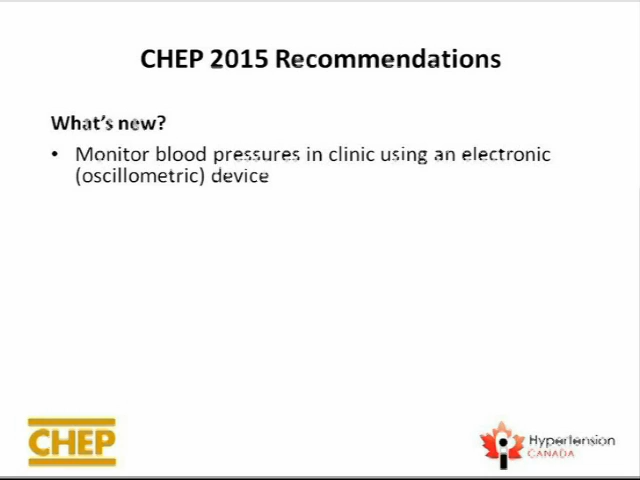 CHEP 2015 Recommendations
What's new?
• Monitor blood pressures in clinic using an electronic
(oscillometric) device
CHEP
Hypertension
CANADA